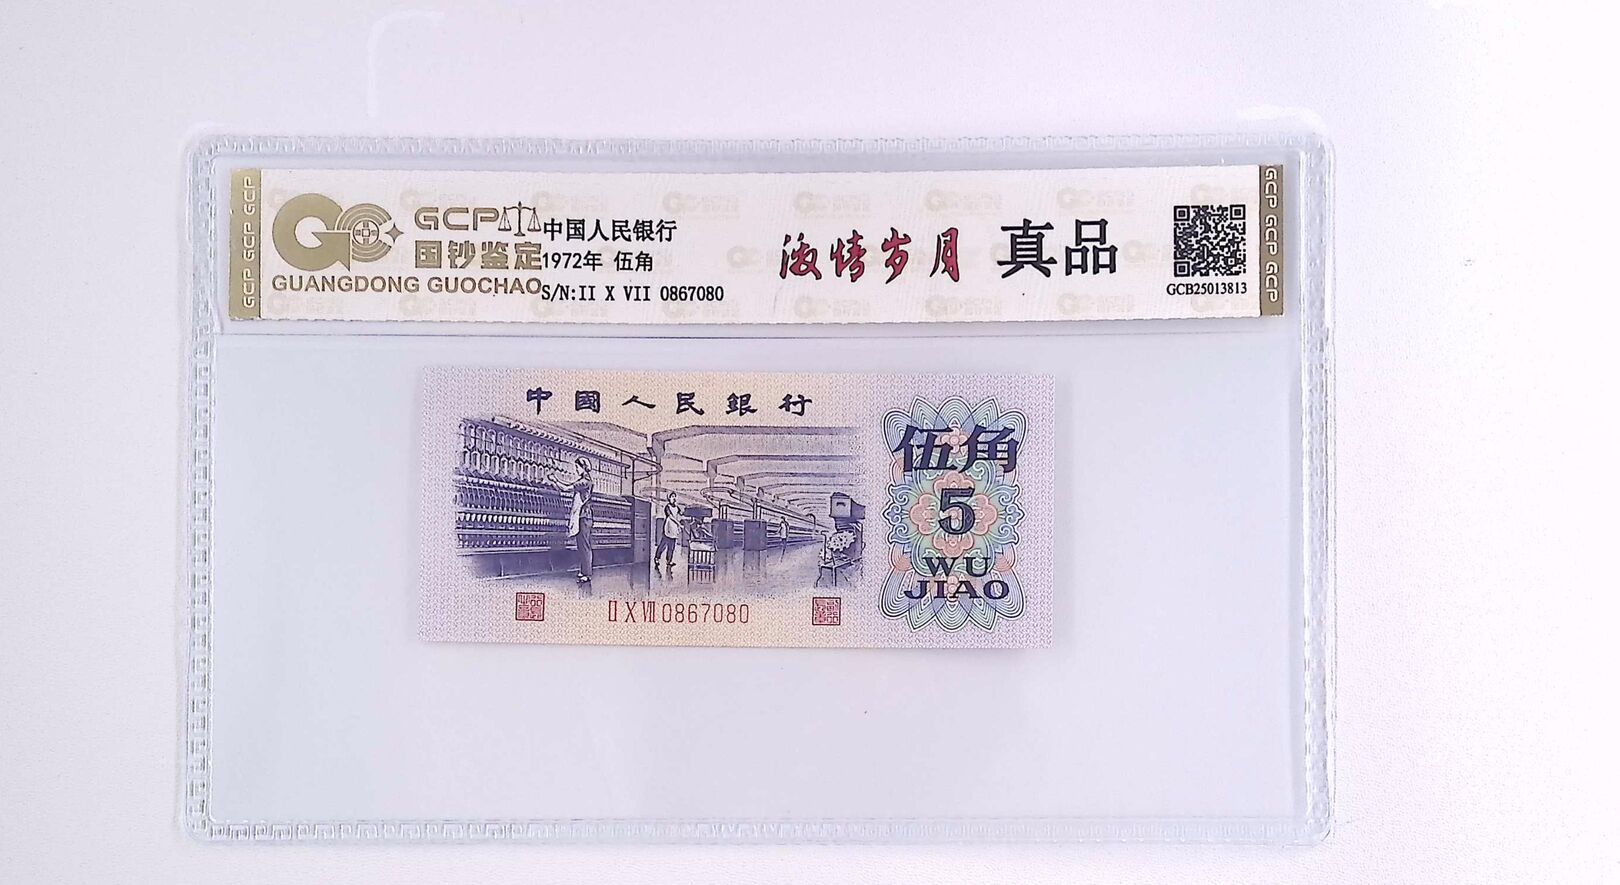 GCP
国钞鉴定
GUANGDONG GUOCHAO
中国人民银行
1972年 伍角
S/N:II X VII 0867080
激情岁月
真品
GCB25013813
GCP GCP GCP
GCP GCP GCP
中國人民銀行
伍角
5
WU
JIAO
II X VII 0867080